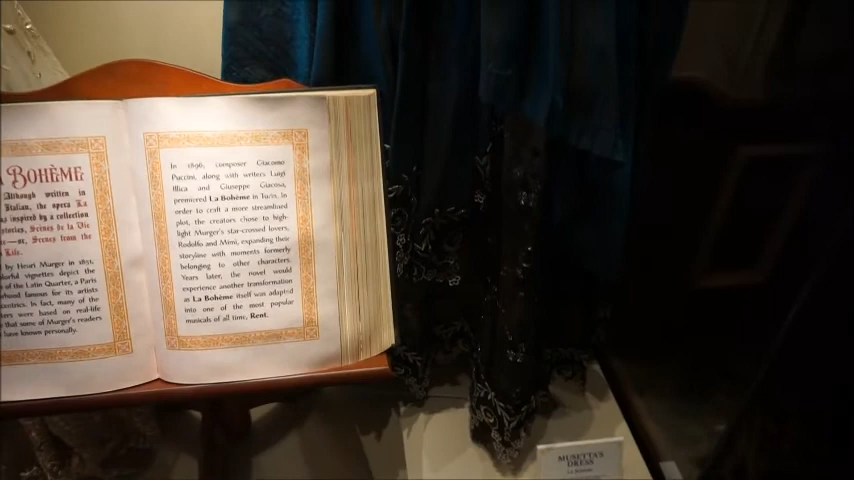 BOHÈME
Although written in
Italian, the opera La
inspired by a collection
stories, Scènes de la Vie
or, Scenes from the
Life.
by Henri Murger in 1851,
vignettes depict the
of the Latin Quarter, a Paris
famous for its artists
In fact, many of the
were based on real-life
that some of Murger's readers
have known personally.
In 1896, composer Giacomo
Puccini, along with writers Luigi
Illica and Giuseppe Giacosa,
premiered La Bohème in Turin. In
order to craft a more streamlined
plot, the creators chose to high-
light Murger's star-crossed lovers,
Rodolfo and Mimì, expanding their
storyline with moments formerly
belonging to other characters.
Years later, the novel would
experience another transformation
as La Bohème itself was adapted
into one of the most popular
musicals of all time, Rent.
MUSETTA'S
DRESS
La Bohème